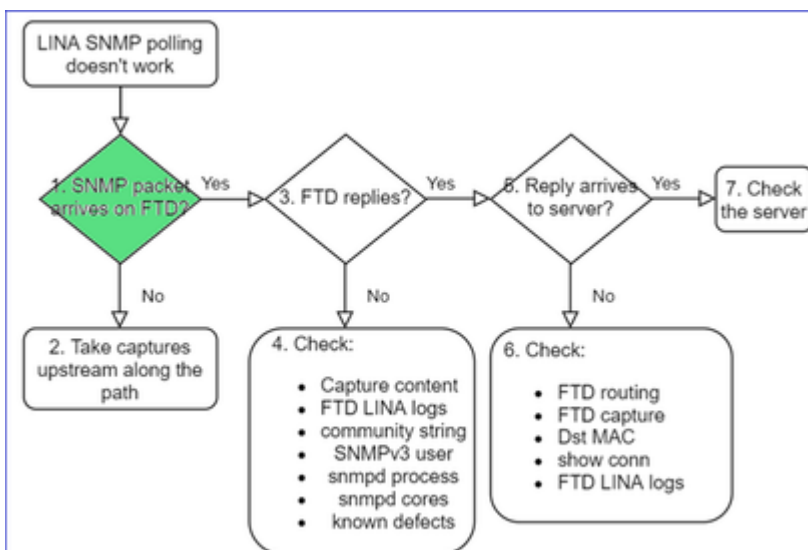 LINA SNMP polling
doesn't work
1. SNMP packet
arrives on FTD?
Yes
3. FTD replies?
Yes
5. Reply arrives
to server?
Yes
7. Check
the server
No
No
No
2. Take captures
upstream along the
path
4. Check:
• Capture content
• FTD LINA logs
• community string
• SNMPv3 user
• snmpd process
• snmpd cores
• known defects
6. Check:
• FTD routing
• FTD capture
• Dst MAC
• show conn
• FTD LINA logs